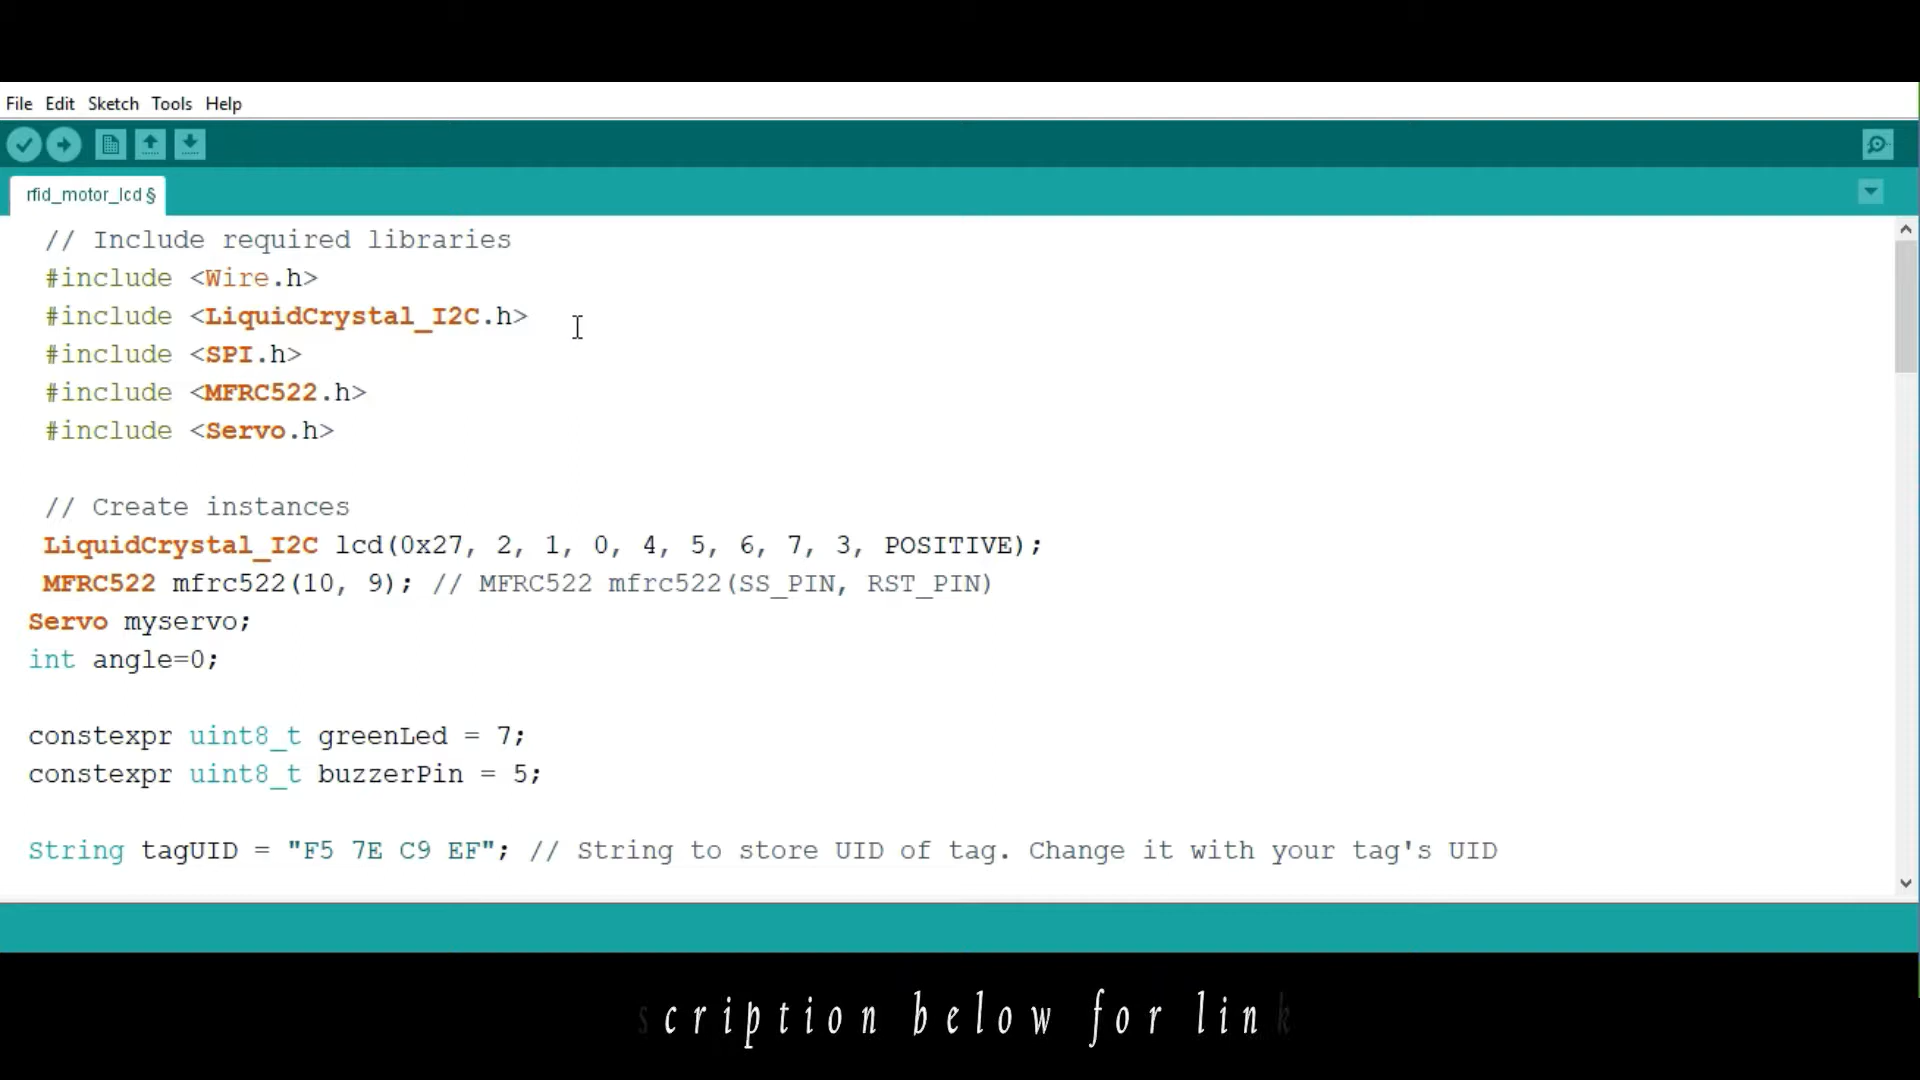 File Edit Sketch Tools Help
rfid_motor_lcd §
// Include required libraries
#include <Wire.h>
#include <LiquidCrystal_I2C.h>
#include <SPI.h>
#include <MFRC522.h>
#include <Servo.h>
// Create instances
LiquidCrystal_I2C lcd(0x27, 2, 1, 0, 4, 5, 6, 7, 3, POSITIVE);
MFRC522 mfrc522(10, 9); // MFRC522 mfrc522(SS_PIN, RST_PIN)
Servo myservo;
int angle=0;
constexpr uint8_t greenLed = 7;
constexpr uint8_t buzzerPin = 5;
String tagUID = "F5 7E C9 EF"; // String to store UID of tag. Change it with your tag's UID
scription below for link